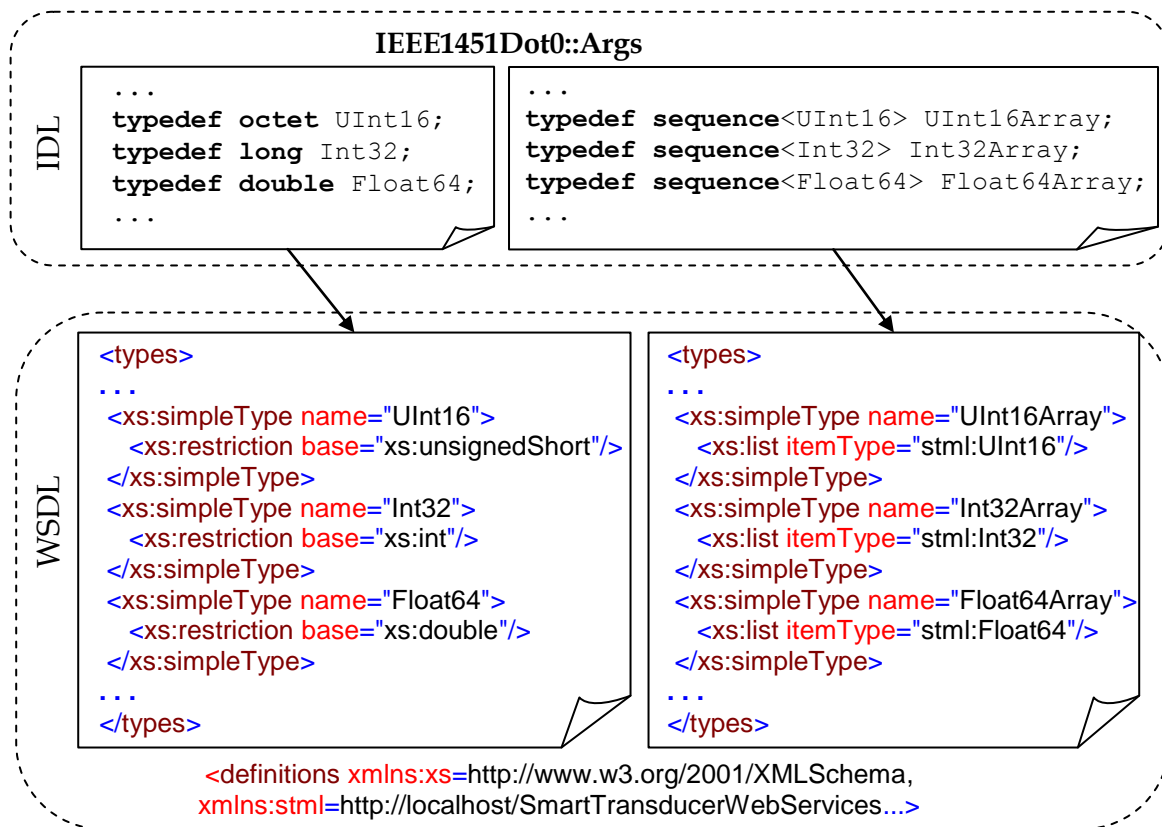 IEEE1451Dot0::Args
IDL
...
typedef octet UInt16;
typedef long Int32;
typedef double Float64;
...
...
typedef sequence<UInt16> UInt16Array;
typedef sequence<Int32> Int32Array;
typedef sequence<Float64> Float64Array;
...
WSDL
<types>
...
<xs:simpleType name="UInt16">
<xs:restriction base="xs:unsignedShort"/>
</xs:simpleType>
<xs:simpleType name="Int32">
<xs:restriction base="xs:int"/>
</xs:simpleType>
<xs:simpleType name="Float64">
<xs:restriction base="xs:double"/>
</xs:simpleType>
...
</types>
<types>
...
<xs:simpleType name="UInt16Array">
<xs:list itemType="stml:UInt16"/>
</xs:simpleType>
<xs:simpleType name="Int32Array">
<xs:list itemType="stml:Int32"/>
</xs:simpleType>
<xs:simpleType name="Float64Array">
<xs:list itemType="stml:Float64"/>
</xs:simpleType>
...
</types>
<definitions xmlns:xs=http://www.w3.org/2001/XMLSchema,
xmlns:stml=http://localhost/SmartTransducerWebServices...>